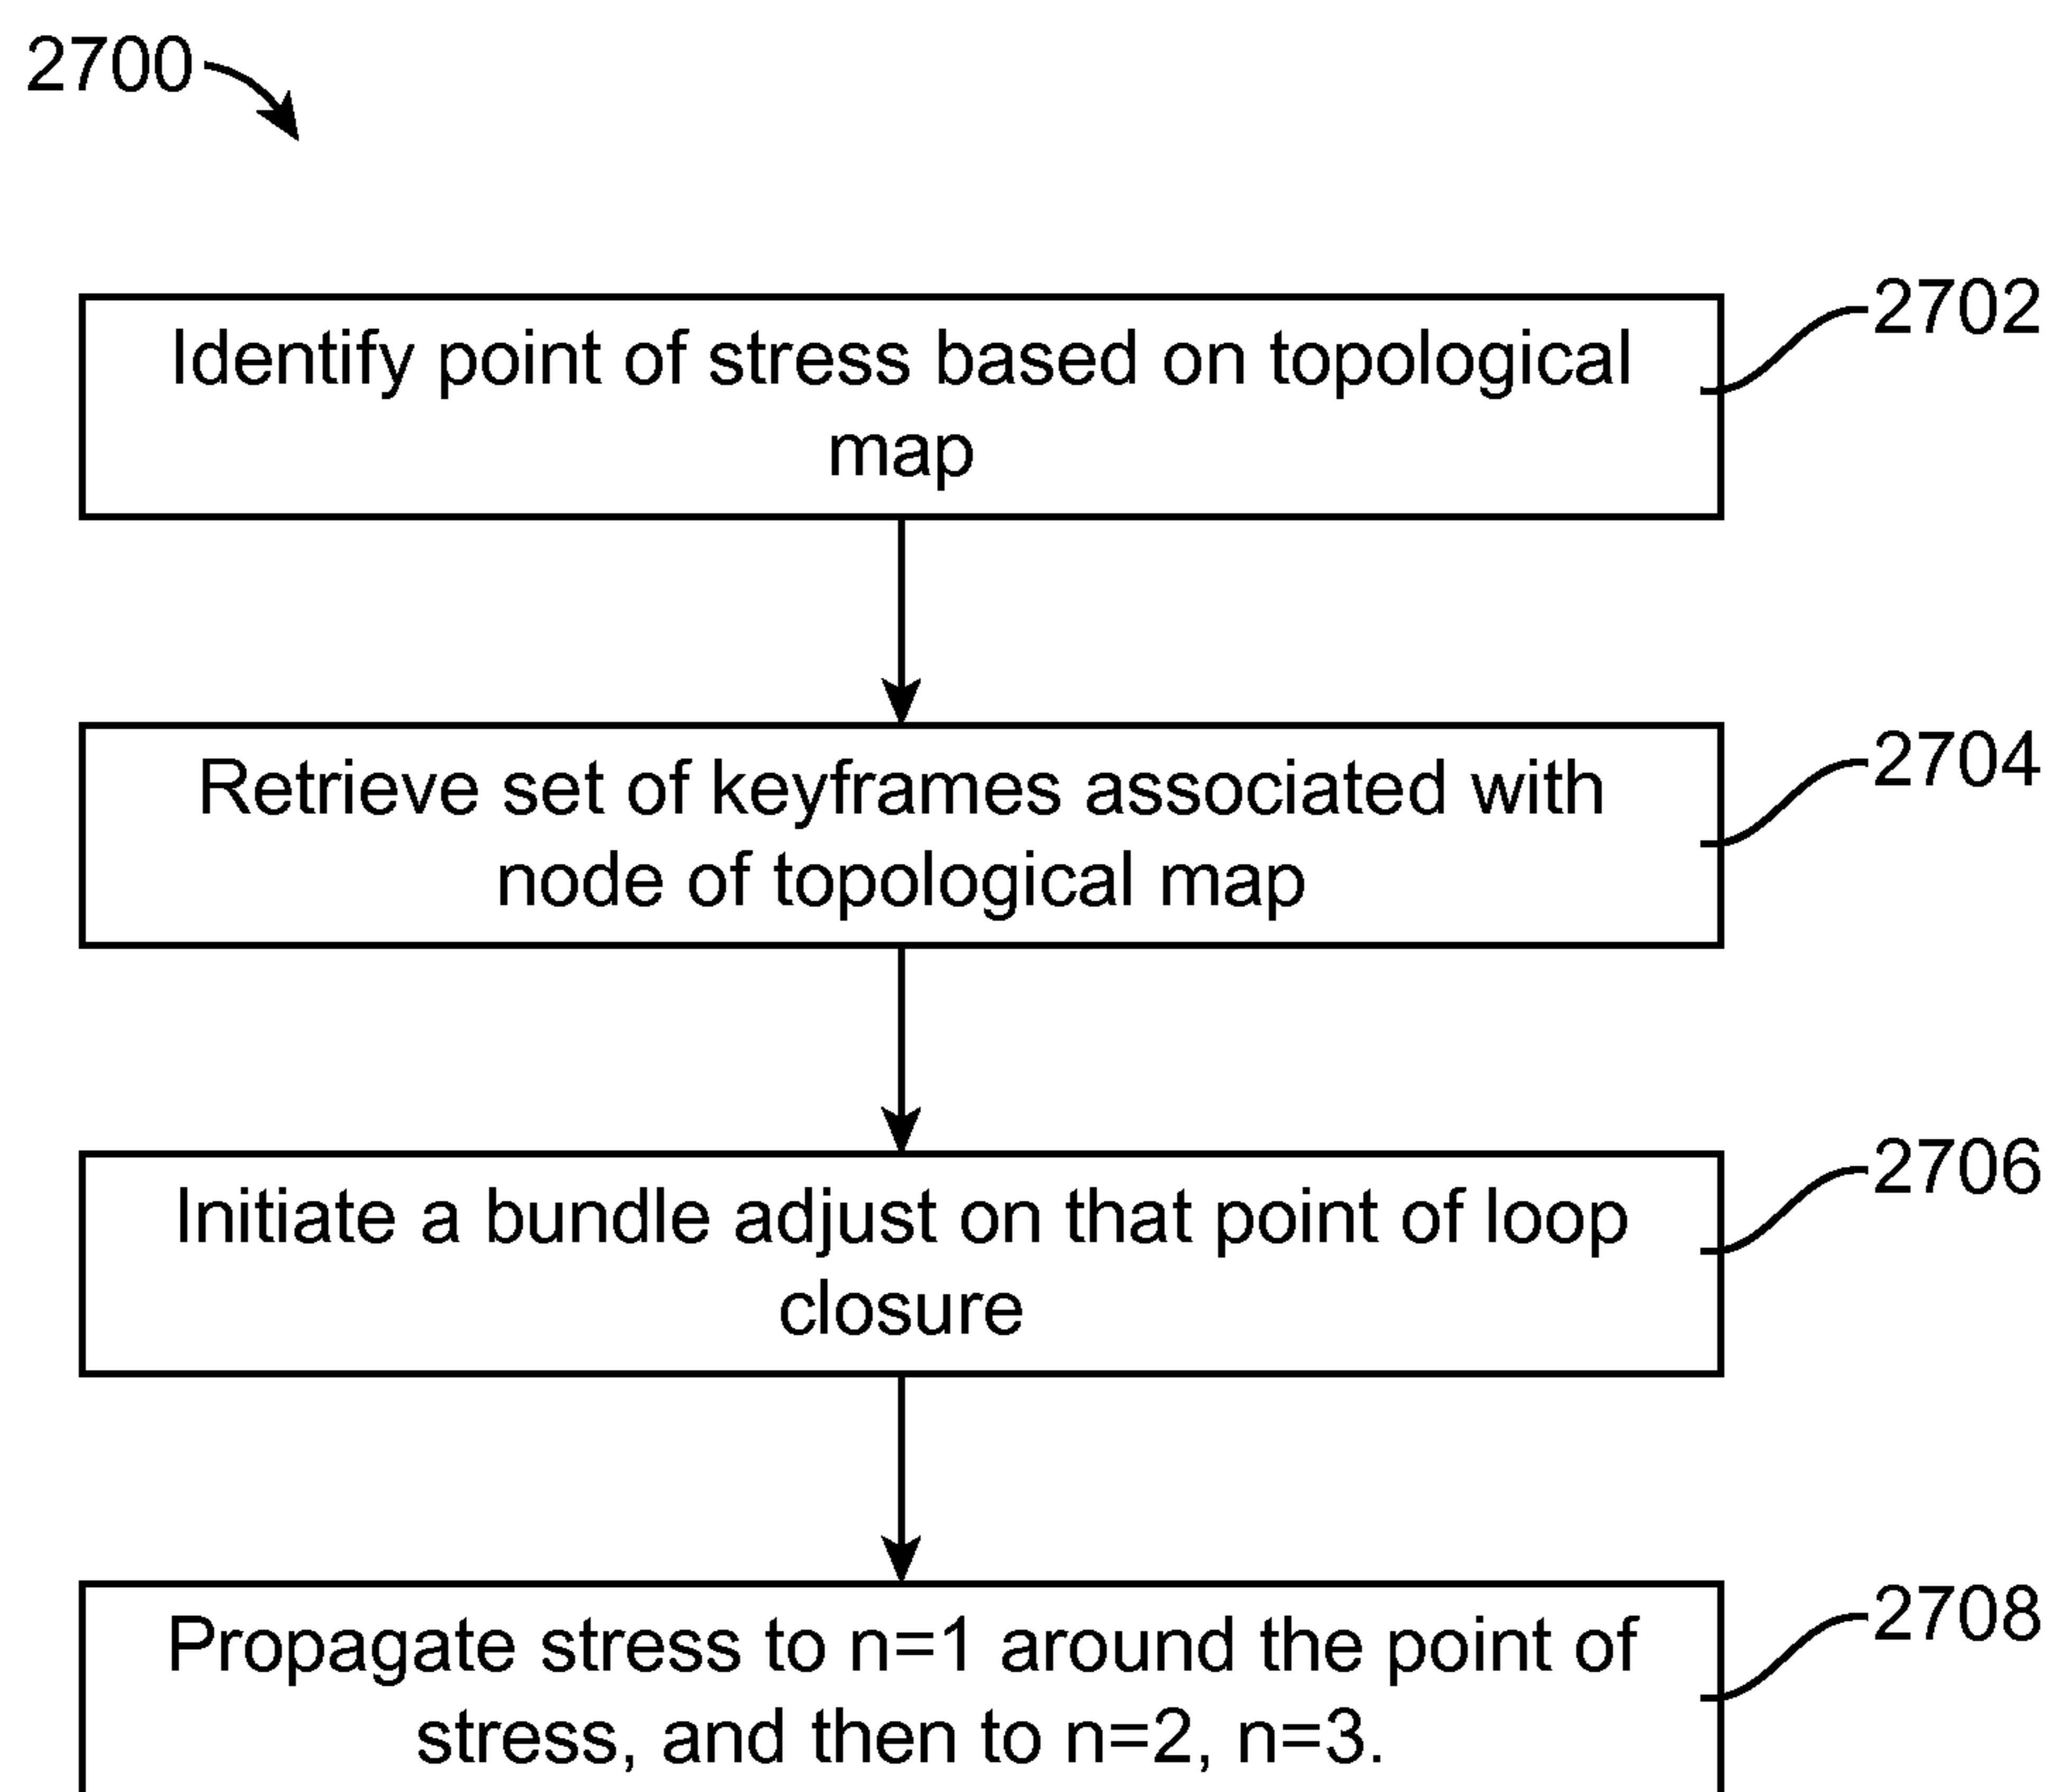 2700
2702
Identify point of stress based on topological
map
2704
Retrieve set of keyframes associated with
node of topological map
2706
Initiate a bundle adjust on that point of loop
closure
2708
Propagate stress to n=1 around the point of
stress, and then to n=2, n=3.